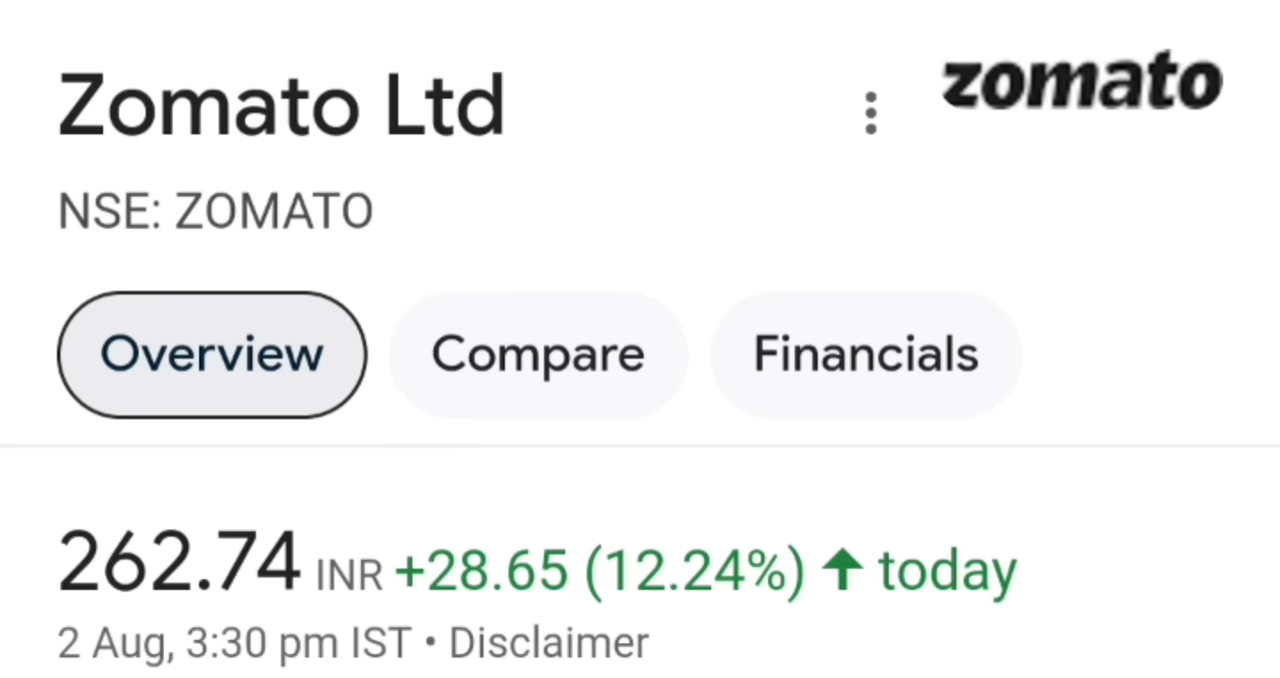 Zomato Ltd
zomato
NSE: ZOMATO
Overview Compare Financials
262.74 INR +28.65 (12.24%) ↑ today
2 Aug, 3:30 pm IST • Disclaimer